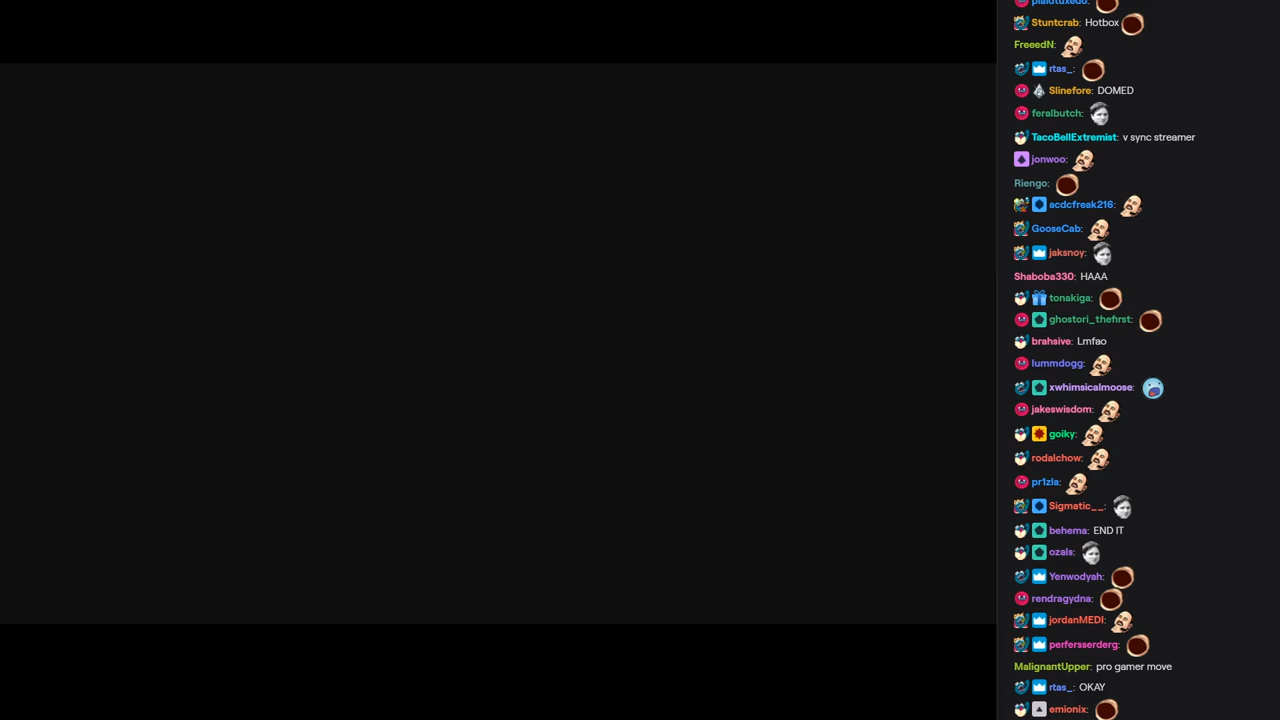 plaidtuxedo:
Stuntcrab: Hotbox
FreeedN:
rtas_:
Slinefore: DOMED
feralbutch:
TacoBellExtremist: v sync streamer
jonwoo:
Riengo:
acdcfreak216:
GooseCab:
jaksnoy:
Shaboba330: HAAA
tonakiga:
ghostori_thefirst:
brahsive: Lmfao
lummdogg:
xwhimsicalmoose:
jakeswisdom:
goiky:
rodalchow:
pr1zla:
Sigmatic__:
behema: END IT
ozals:
Yenwodyah:
rendragydna:
jordanMEDI:
perfersserderg:
MalignantUpper: pro gamer move
rtas_: OKAY
emionix: